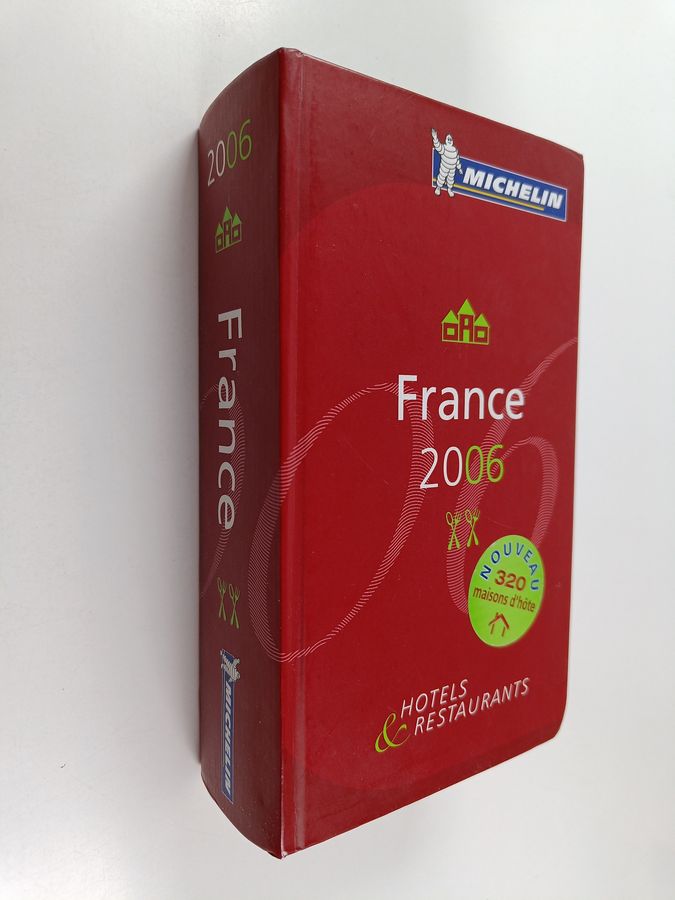 2006
France
MICHELIN
MICHELIN
France
2006
NOUVEAU
320
maisons d'hôte
HOTELS
& RESTAURANTS